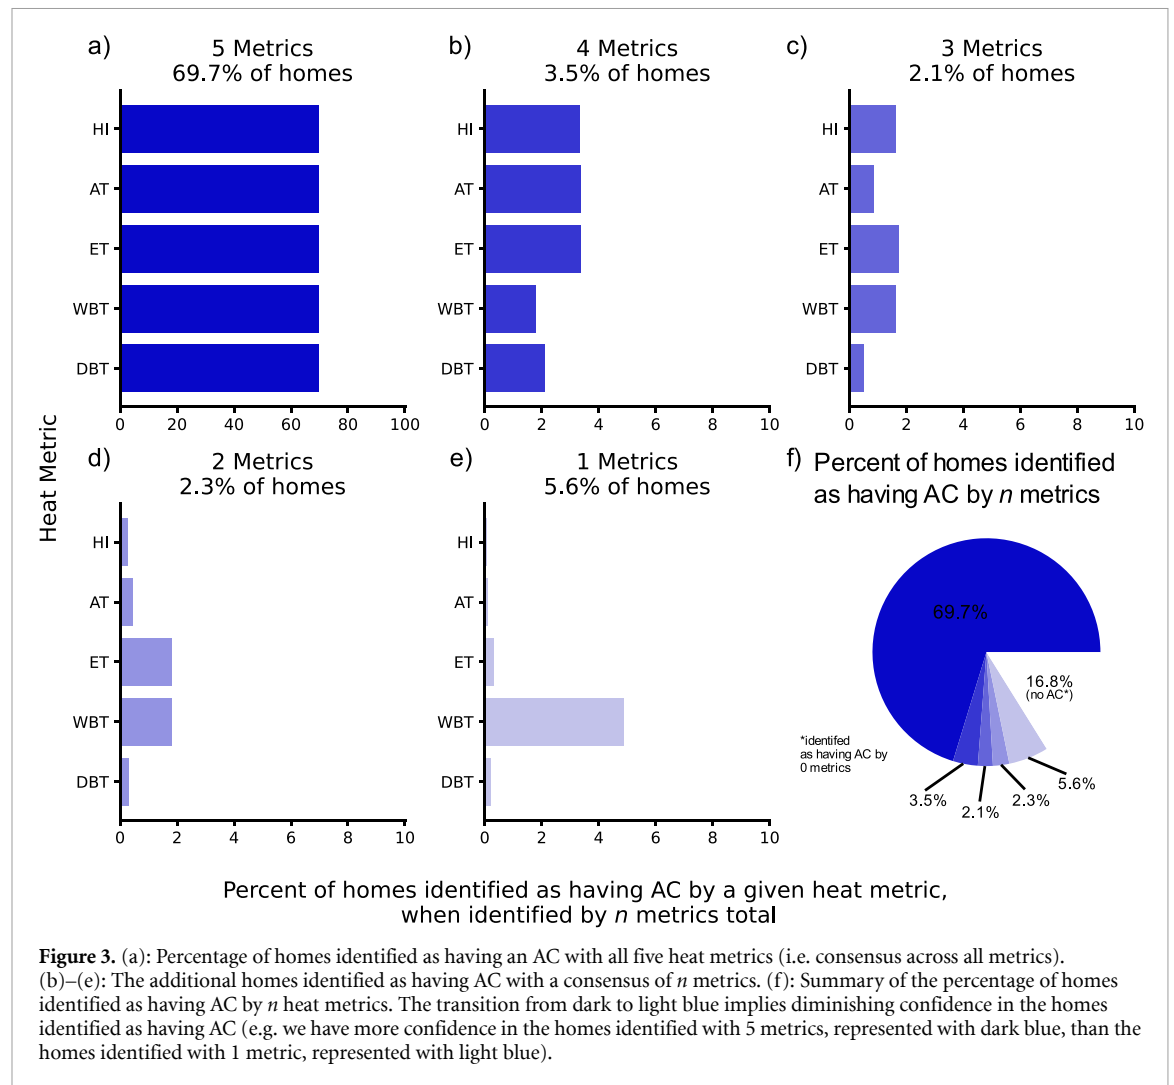 a)
5 Metrics
69.7% of homes
HI
AT
ET
WBT
DBT
0 20 40 60 80 100
b)
4 Metrics
3.5% of homes
HI
AT
ET
WBT
DBT
0 2 4 6 8 10
c)
3 Metrics
2.1% of homes
HI
AT
ET
WBT
DBT
0 2 4 6 8 10
Heat Metric
d)
2 Metrics
2.3% of homes
HI
AT
ET
WBT
DBT
0 2 4 6 8 10
e)
1 Metrics
5.6% of homes
HI
AT
ET
WBT
DBT
0 2 4 6 8 10
f) Percent of homes identified
as having AC by n metrics
69.7%
16.8%
(no AC*)
*identifed
as having AC by
0 metrics
3.5%
2.1%
2.3%
5.6%
Percent of homes identified as having AC by a given heat metric,
when identified by n metrics total
Figure 3. (a): Percentage of homes identified as having an AC with all five heat metrics (i.e. consensus across all metrics).
(b)–(e): The additional homes identified as having AC with a consensus of n metrics. (f): Summary of the percentage of homes
identified as having AC by n heat metrics. The transition from dark to light blue implies diminishing confidence in the homes
identified as having AC (e.g. we have more confidence in the homes identified with 5 metrics, represented with dark blue, than the
homes identified with 1 metric, represented with light blue).